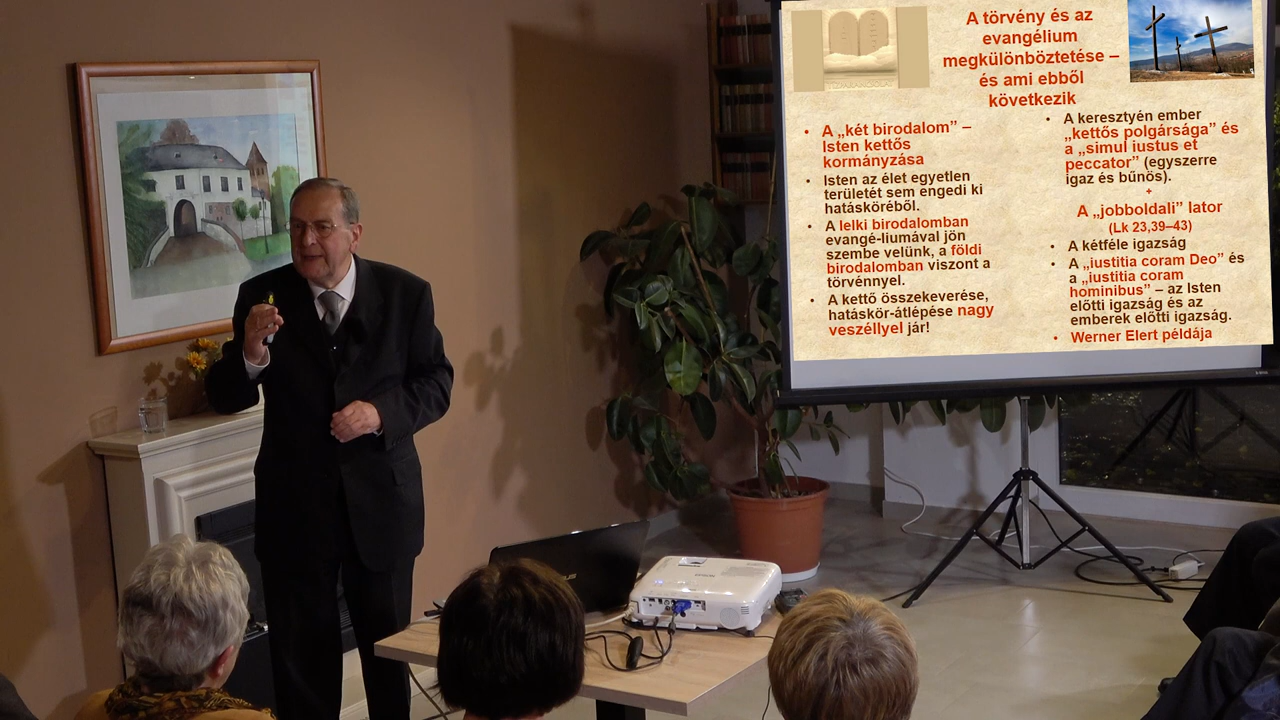 A törvény és az
evangélium
megkülönböztetése –
és ami ebből
következik
• A „két birodalom” –
Isten kettős
kormányzása
• Isten az élet egyetlen
területét sem engedi ki
hatásköréből.
• A lelki birodalomban
evangé-liumával jön
szembe velünk, a földi
birodalomban viszont a
törvénnyel.
• A kettő összekeverése,
hatáskör-átlépése nagy
veszéllyel jár!
• A keresztyén ember
„kettős polgársága” és
a „simul iustus et
peccator” (egyszerre
igaz és bűnös).
+
A „jobboldali” lator
(Lk 23,39–43)
• A kétféle igazság
• A „iustitia coram Deo” és
a „iustitia coram
hominibus” – az Isten
előtti igazság és az
emberek előtti igazság.
• Werner Elert példája
EPSON